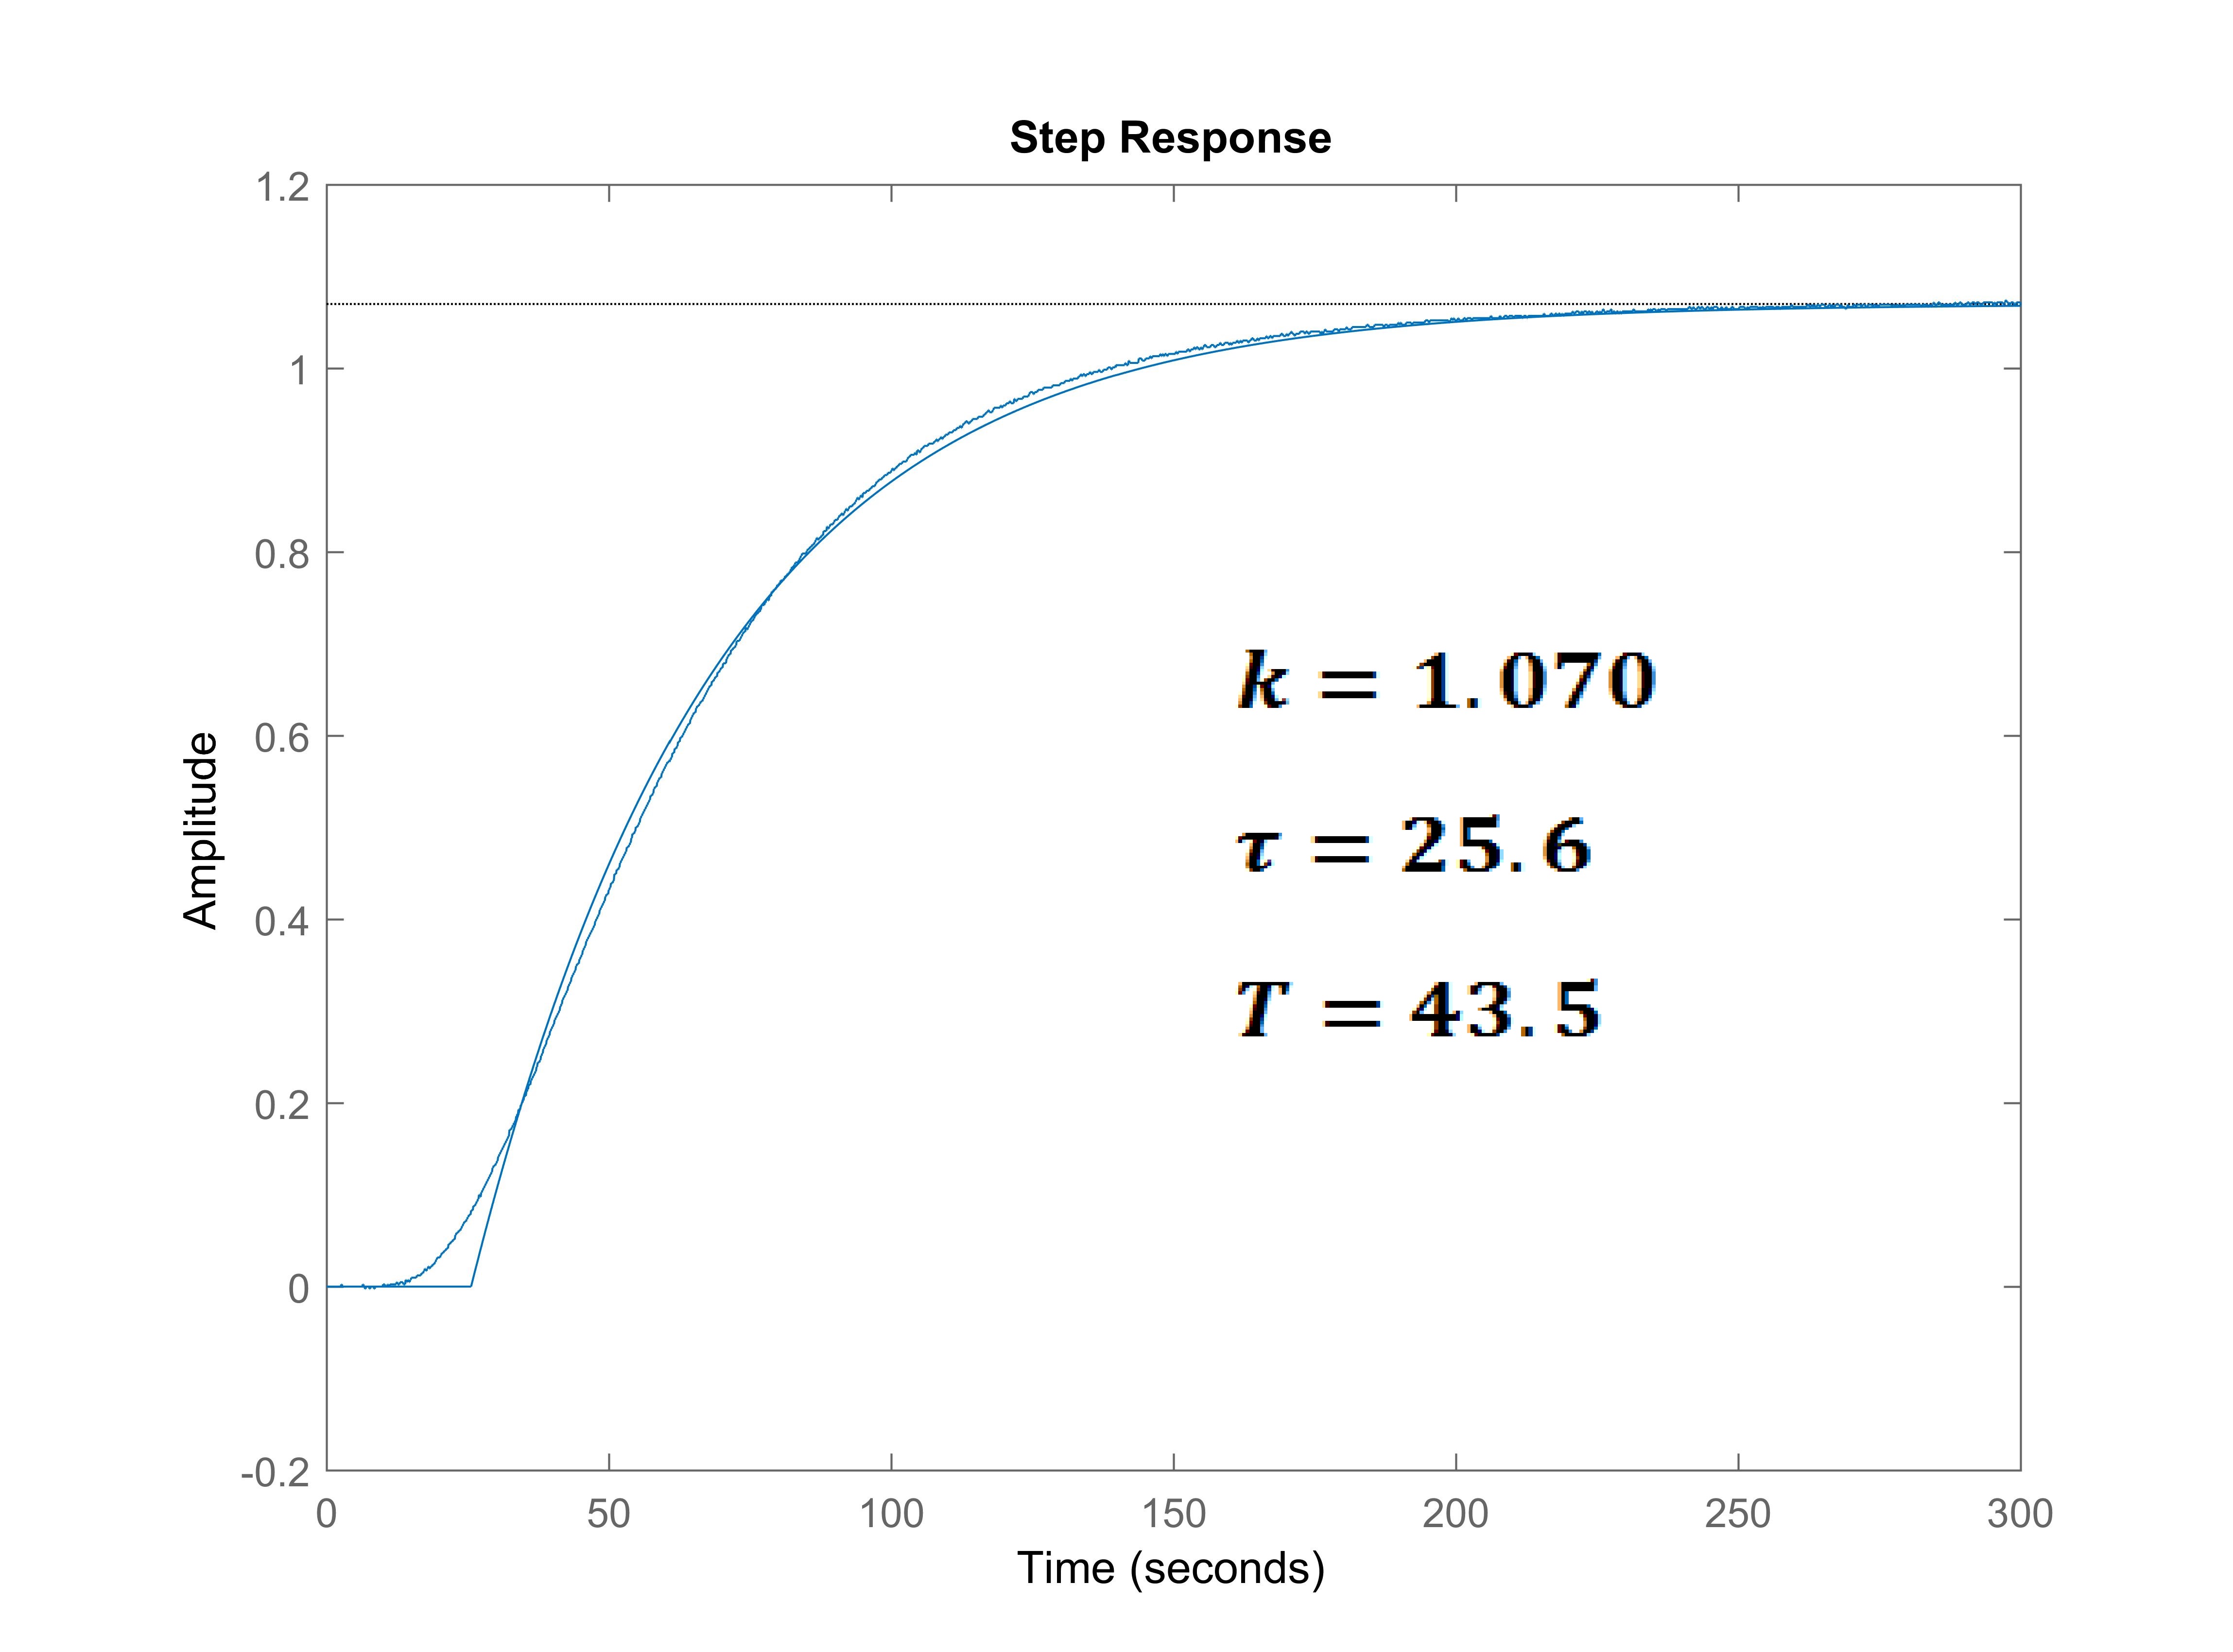 Step Response
1.2
1
0.8
0.6
0.4
0.2
0
-0.2
Amplitude
k = 1.070
τ = 25.6
T = 43.5
0 50 100 150 200 250 300
Time (seconds)